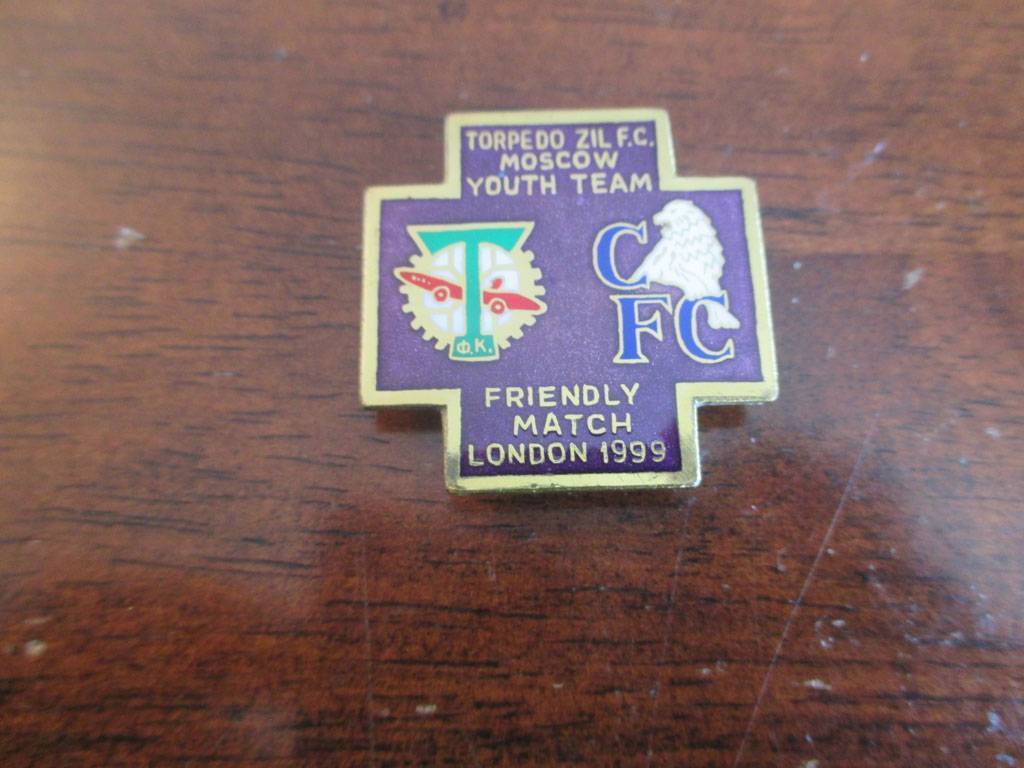 TORPEDO ZIL F.C.
MOSCOW
YOUTH TEAM
Т
Ф.К.
CFC
FRIENDLY
MATCH
LONDON 1999